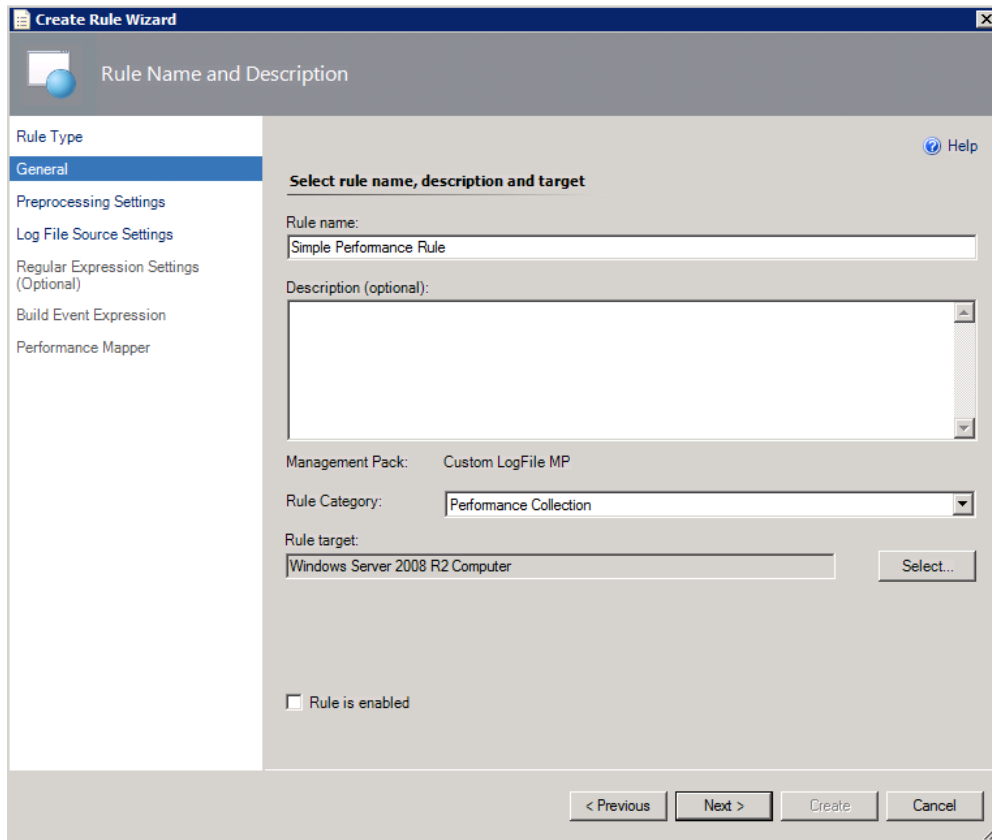 Create Rule Wizard
Rule Name and Description
Rule Type
General
Preprocessing Settings
Log File Source Settings
Regular Expression Settings
(Optional)
Build Event Expression
Performance Mapper
Help
Select rule name, description and target
Rule name:
Simple Performance Rule
Description (optional):
Management Pack: Custom LogFile MP
Rule Category: Performance Collection
Rule target:
Windows Server 2008 R2 Computer Select...
Rule is enabled
< Previous Next > Create Cancel